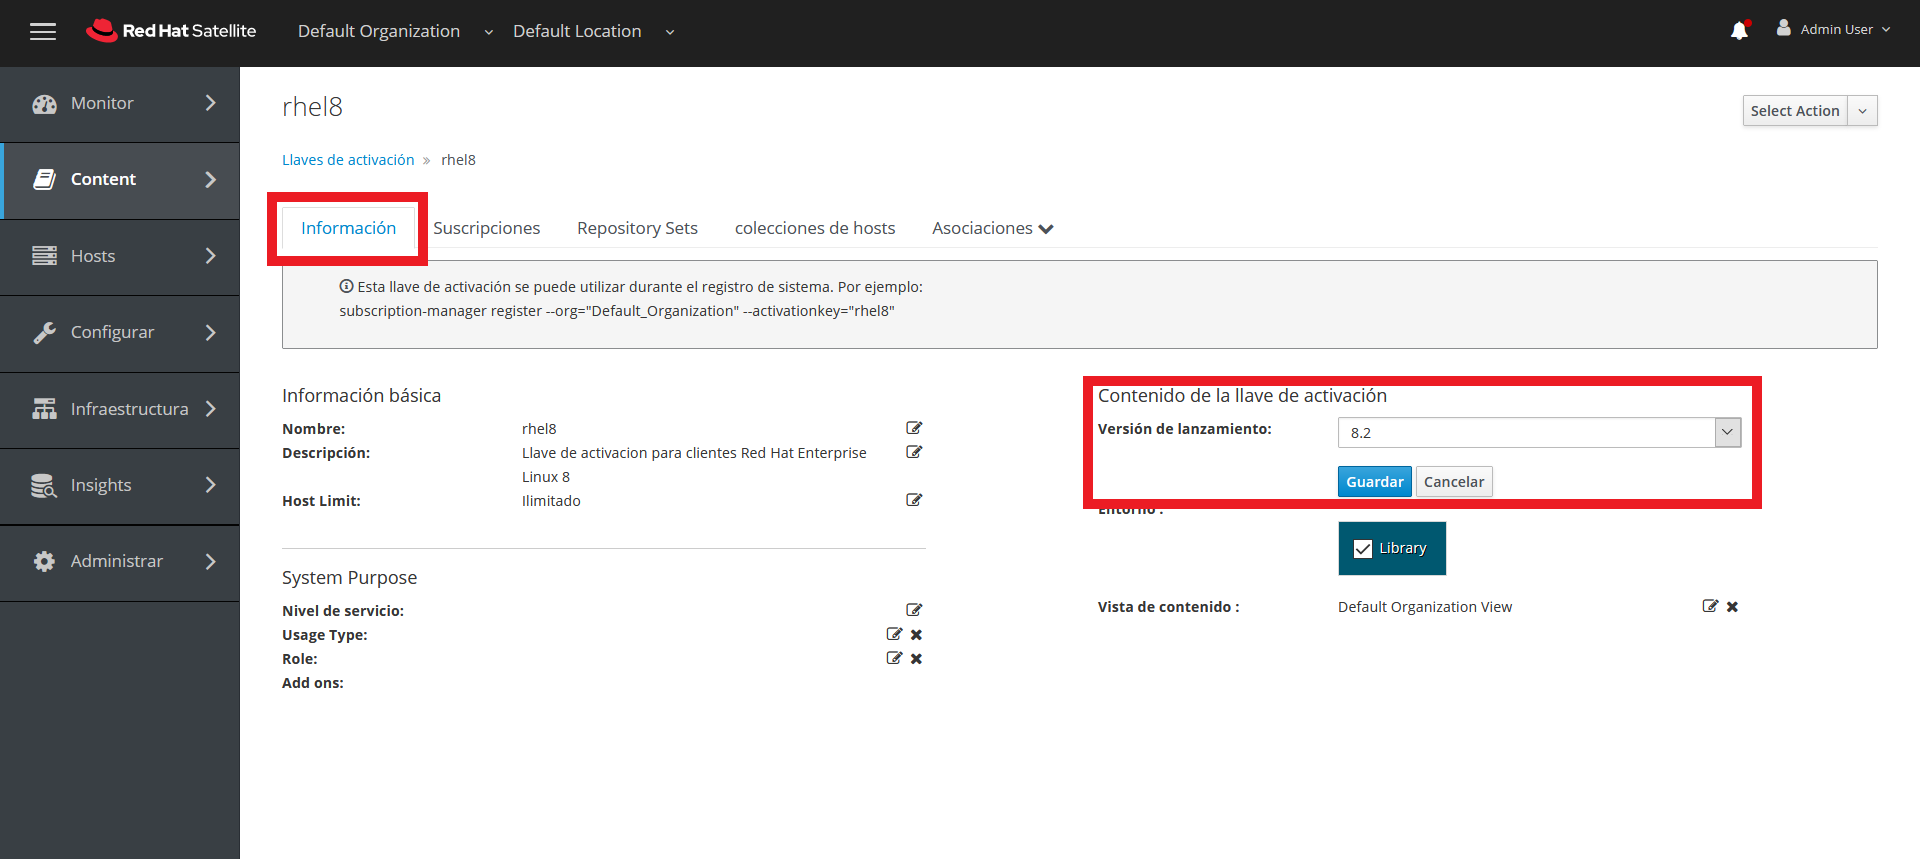 Red Hat Satellite
Default Organization
Default Location
Admin User
Monitor
Content
Hosts
Configurar
Infraestructura
Insights
Administrar
rhel8
Select Action
Llaves de activación » rhel8
Información
Suscripciones
Repository Sets
colecciones de hosts
Asociaciones
Esta llave de activación se puede utilizar durante el registro de sistema. Por ejemplo:
subscription-manager register --org="Default_Organization" --activationkey="rhel8"
Información básica
Nombre: rhel8
Descripción: Llave de activacion para clientes Red Hat Enterprise
Linux 8
Host Limit: Ilimitado
System Purpose
Nivel de servicio:
Usage Type:
Role:
Add ons:
Contenido de la llave de activación
Versión de lanzamiento: 8.2
Guardar Cancelar
Entorno :
Library
Vista de contenido : Default Organization View